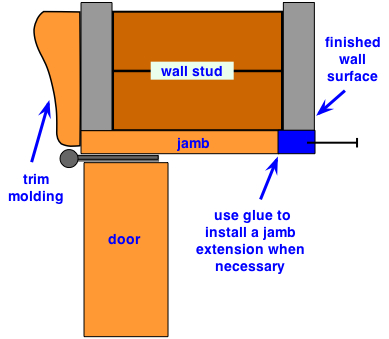 finished
wall
surface
wall stud
jamb
trim
molding
door
use glue to
install a jamb
extension when
necessary